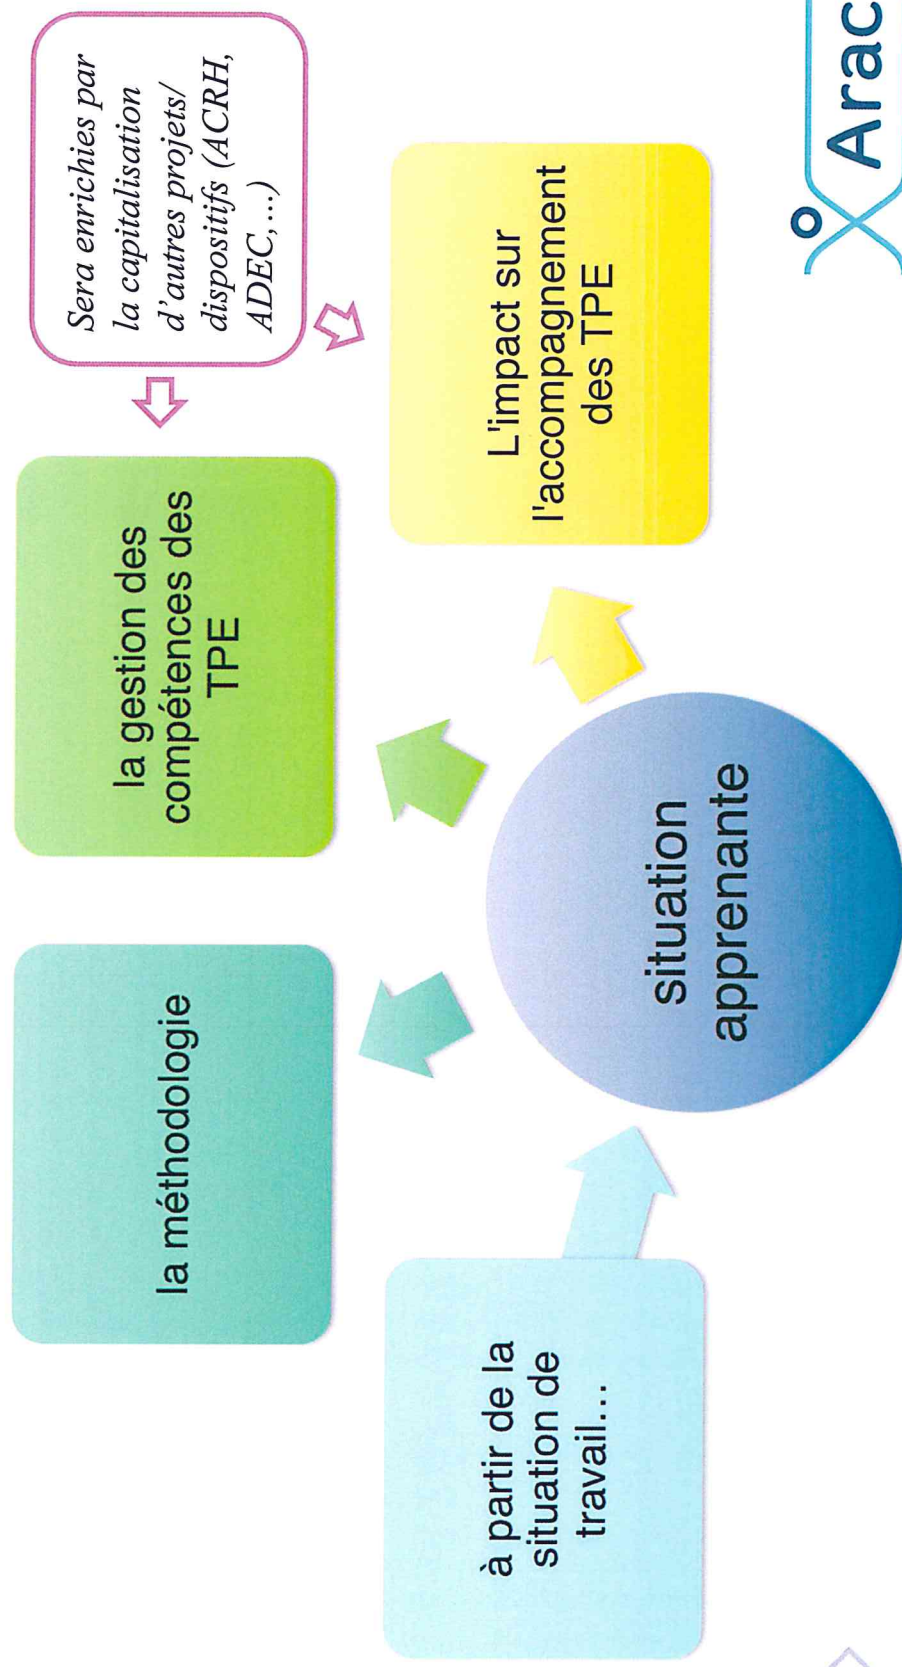 à partir de la
situation de
travail...
la méthodologie
la gestion des
compétences des
TPE
L'impact sur
l'accompagnement
des TPE
Sera enrichies par
la capitalisation
d'autres projets/
dispositifs (ACRH,
ADEC,...)
situation
apprenante
Arac